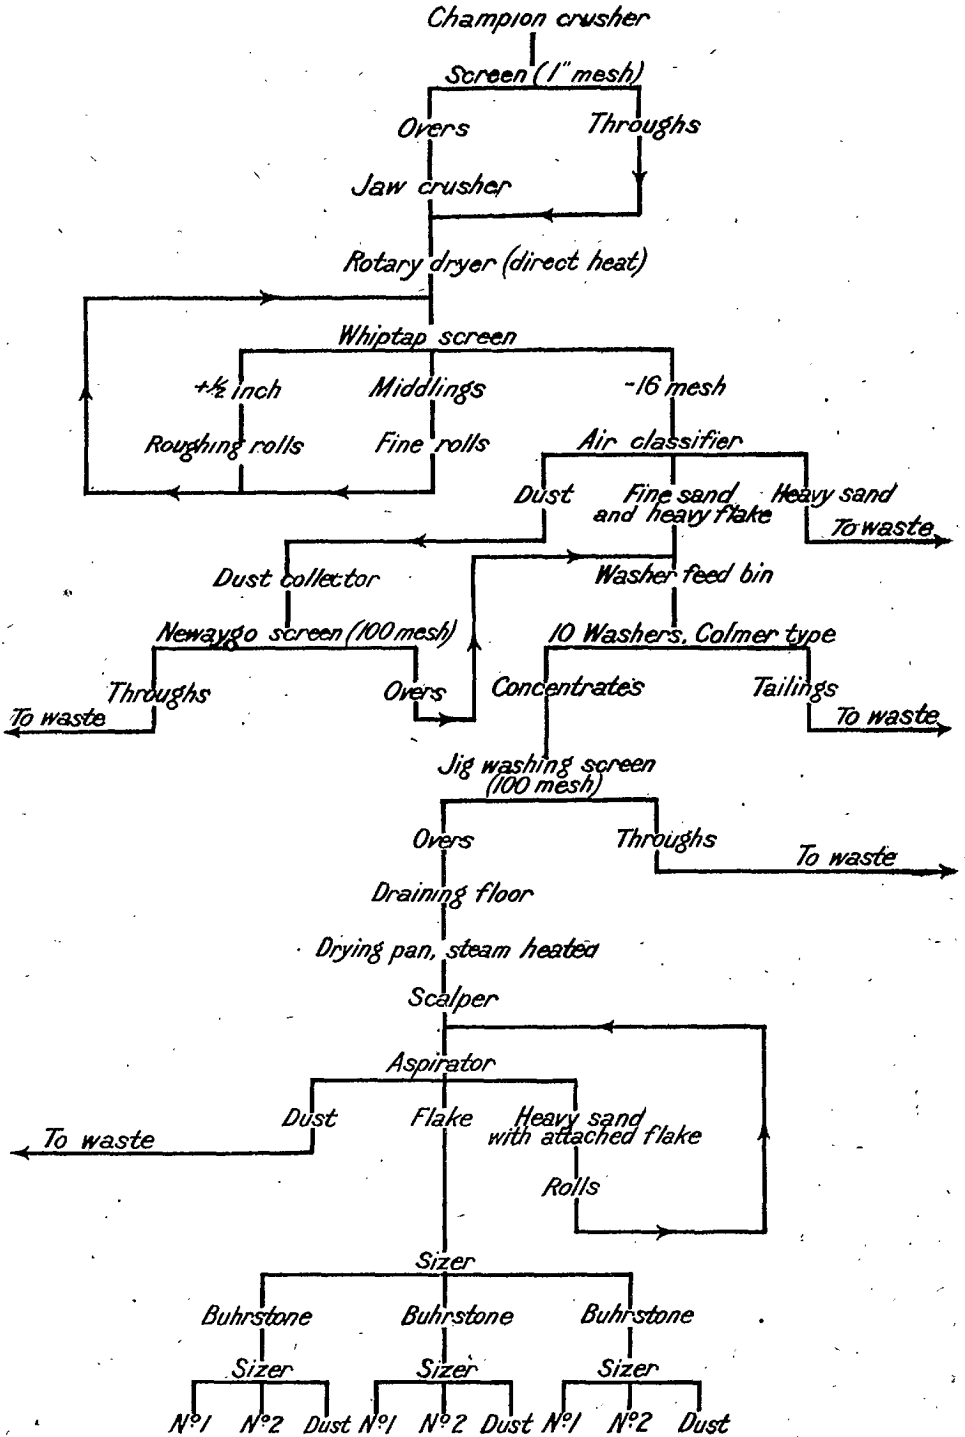 Champion crusher
Screen (1" mesh)
Overs
Throughs
Jaw crusher
Rotary dryer (direct heat)
Whiptap screen
+½ inch
Middlings
-16 mesh
Roughing rolls
Fine rolls
Air classifier
Dust
Fine sand
and heavy flake
Heavy sand
To waste
Dust collector
Washer feed bin
Newaygo screen (100 mesh)
10 Washers, Colmer type
Throughs
Overs
Concentrates
Tailings
To waste
To waste
Jig washing screen
(100 mesh)
Overs
Throughs
To waste
Draining floor
Drying pan, steam heated
Scalper
Aspirator
Dust
Flake
Heavy sand
with attached flake
To waste
Rolls
Sizer
Buhrstone
Buhrstone
Buhrstone
Sizer
Sizer
Sizer
Nº1
Nº2
Dust
Nº1
Nº2
Dust
Nº1
Nº2
Dust